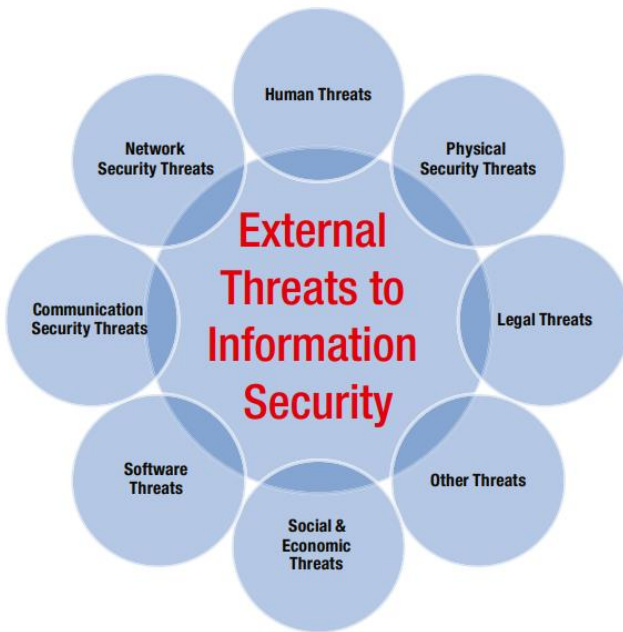 Human Threats
Network
Security Threats
Physical
Security Threats
External
Threats to
Information
Security
Communication
Security Threats
Legal Threats
Software
Threats
Other Threats
Social &
Economic
Threats